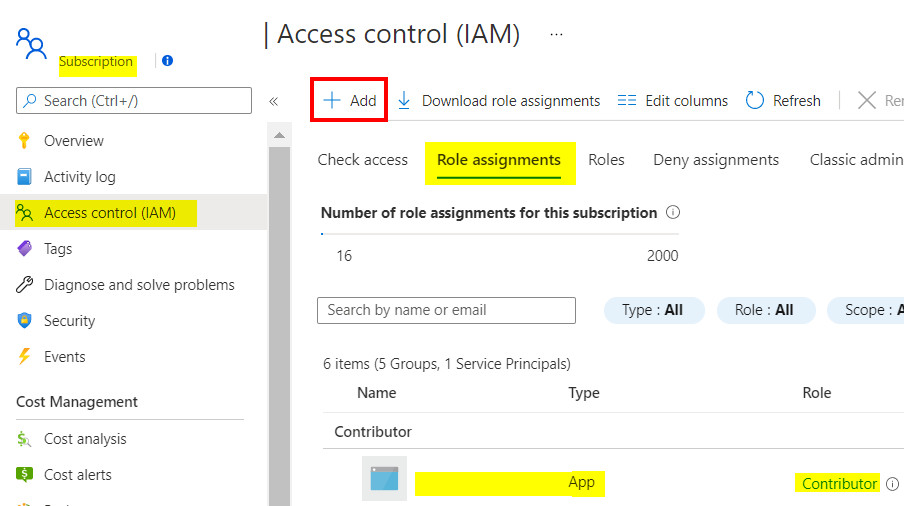 | Access control (IAM) ...
Subscription
Search (Ctrl+/) «
Add Download role assignments Edit columns Refresh
Overview
Activity log
Access control (IAM)
Tags
Diagnose and solve problems
Security
Events
Cost Management
Cost analysis
Cost alerts
Check access Role assignments Roles Deny assignments Classic admin
Number of role assignments for this subscription
16 2000
Search by name or email Type : All Role : All Scope :
6 items (5 Groups, 1 Service Principals)
Name Type Role
Contributor
App Contributor